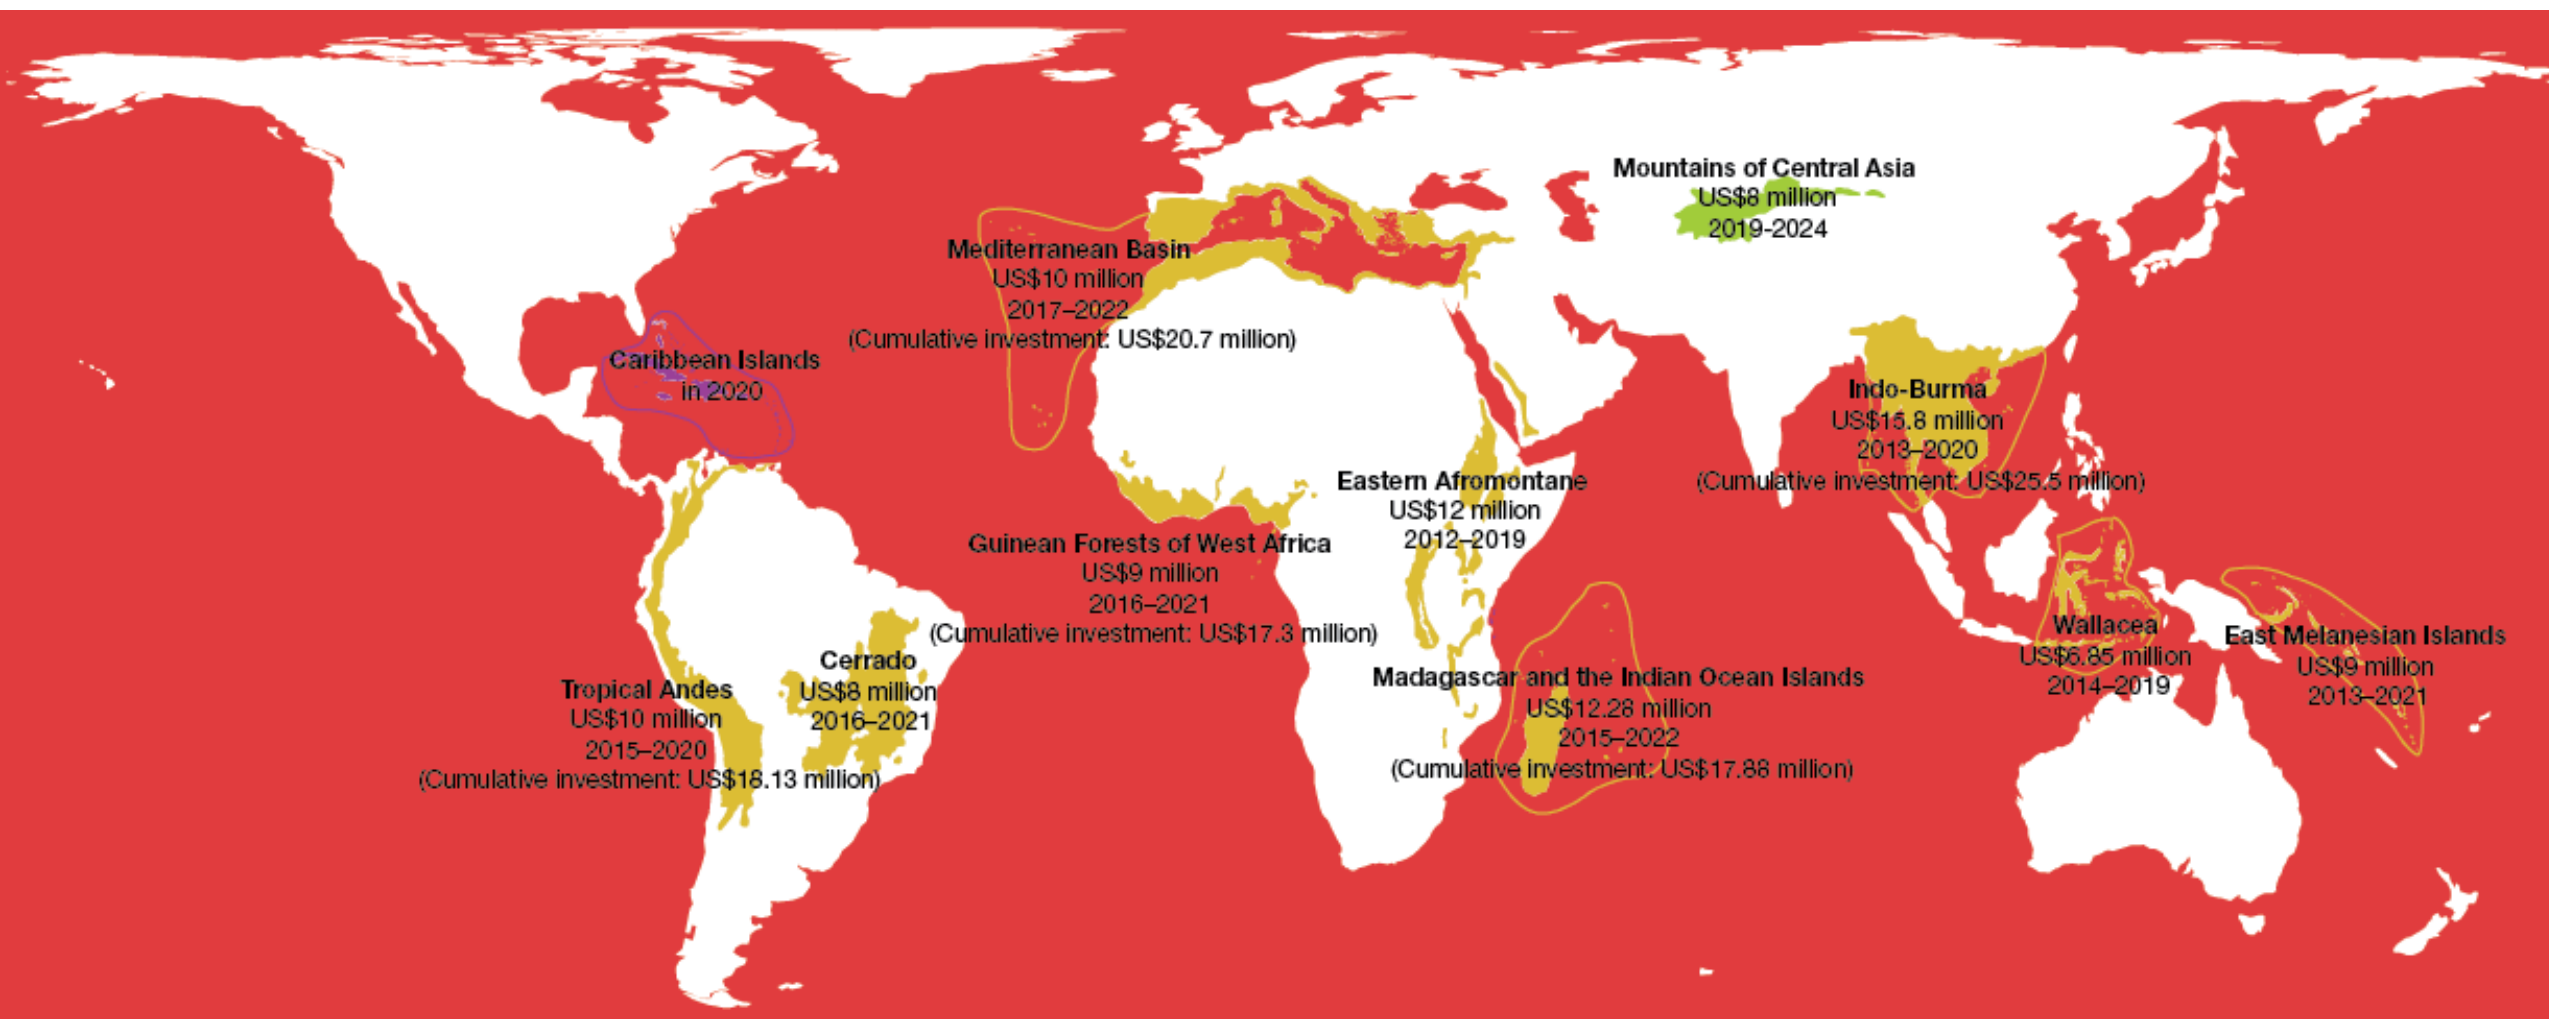 Mountains of Central Asia
US$8 million
2019-2024
Mediterranean Basin
US$10 million
2017–2022
(Cumulative investment: US$20.7 million)
Caribbean Islands
in 2020
Indo-Burma
US$15.8 million
2013–2020
(Cumulative investment: US$25.5 million)
Eastern Afromontane
US$12 million
2012–2019
Guinean Forests of West Africa
US$9 million
2016–2021
(Cumulative investment: US$17.3 million)
Wallacea
US$6.85 million
2014–2019
East Melanesian Islands
US$9 million
2013–2021
Cerrado
US$8 million
2016–2021
Madagascar and the Indian Ocean Islands
US$12.28 million
2015–2022
(Cumulative investment: US$17.88 million)
Tropical Andes
US$10 million
2015–2020
(Cumulative investment: US$18.13 million)